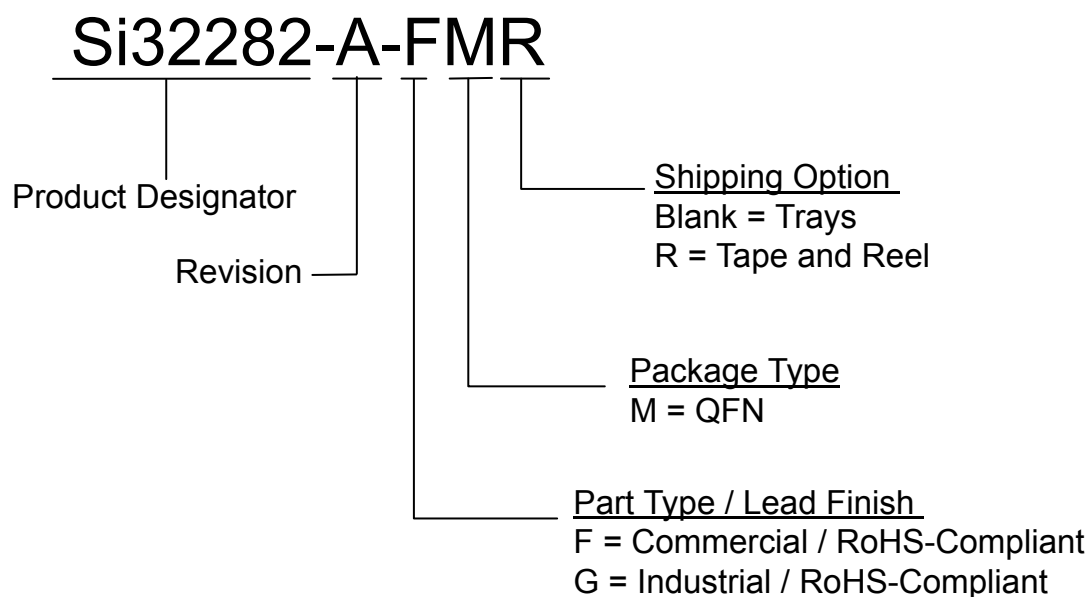 Si32282-A-FMR
Product Designator
Revision
Shipping Option
Blank = Trays
R = Tape and Reel
Package Type
M = QFN
Part Type / Lead Finish
F = Commercial / RoHS-Compliant
G = Industrial / RoHS-Compliant